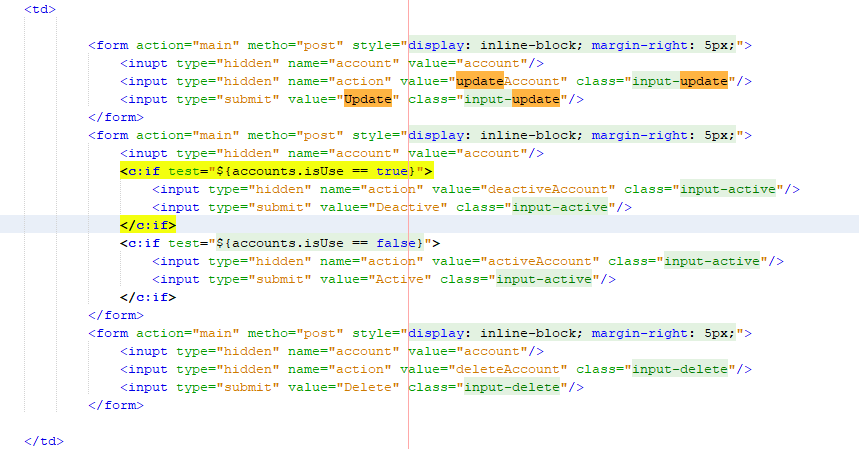 <td>
<form action="main" metho="post" style="display: inline-block; margin-right: 5px;">
<inupt type="hidden" name="account" value="account"/>
<input type="hidden" name="action" value="updateAccount" class="input-update"/>
<input type="submit" value="Update" class="input-update"/>
</form>
<form action="main" metho="post" style="display: inline-block; margin-right: 5px;">
<inupt type="hidden" name="account" value="account"/>
<c:if test="${accounts.isUse == true}">
<input type="hidden" name="action" value="deactiveAccount" class="input-active"/>
<input type="submit" value="Deactive" class="input-active"/>
</c:if>
<c:if test="${accounts.isUse == false}">
<input type="hidden" name="action" value="activeAccount" class="input-active"/>
<input type="submit" value="Active" class="input-active"/>
</c:if>
</form>
<form action="main" metho="post" style="display: inline-block; margin-right: 5px;">
<inupt type="hidden" name="account" value="account"/>
<input type="hidden" name="action" value="deleteAccount" class="input-delete"/>
<input type="submit" value="Delete" class="input-delete"/>
</form>
</td>